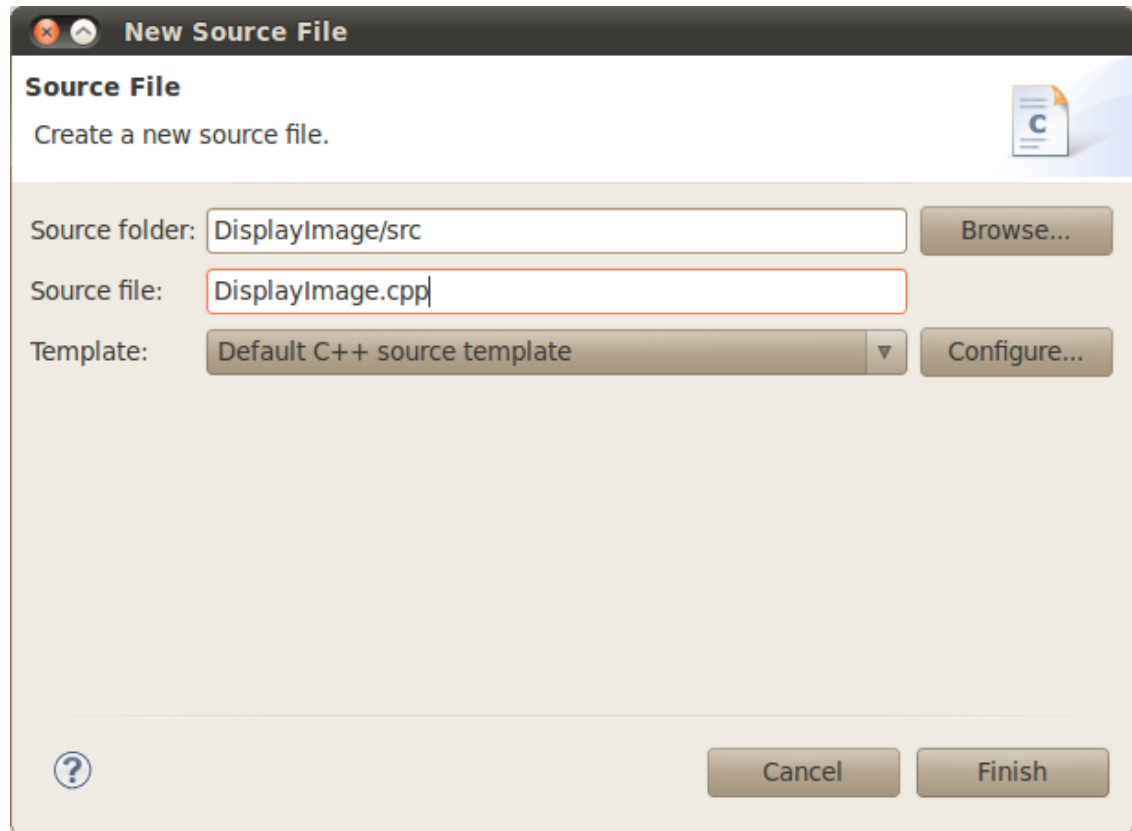 New Source File
Source File
Create a new source file.
C
Source folder: DisplayImage/src Browse...
Source file: DisplayImage.cpp
Template: Default C++ source template Configure...
? Cancel Finish